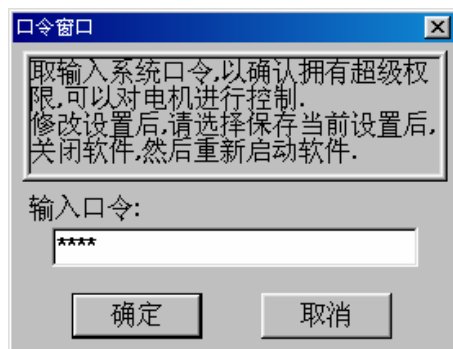 口令窗口
取输入系统口令,以确认拥有超级权
限,可以对电机进行控制.
修改设置后,请选择保存当前设置后,
关闭软件,然后重新启动软件.
输入口令:
****
确定
取消